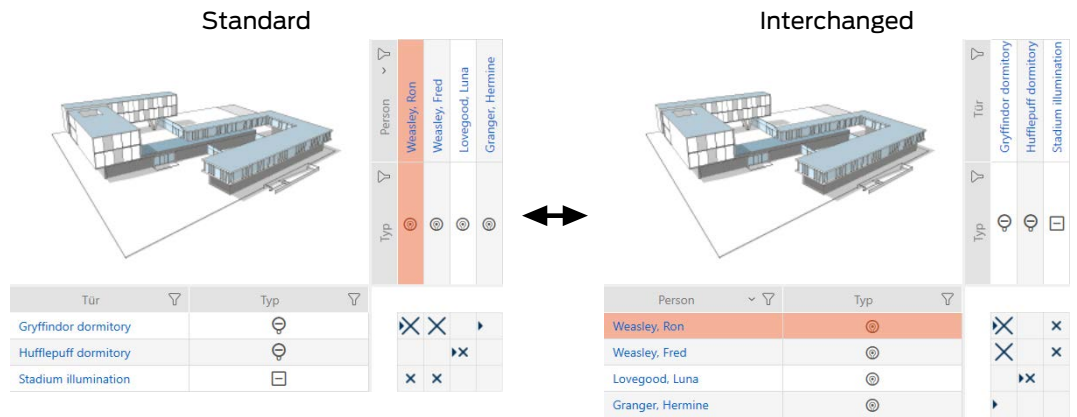 Standard
Interchanged
Person
Weasley, Ron
Weasley, Fred
Lovegood, Luna
Granger, Hermine
Typ
Tür
Typ
Gryffindor dormitory
Hufflepuff dormitory
Stadium illumination
Tür
Gryffindor dormitory
Hufflepuff dormitory
Stadium illumination
Typ
Person
Typ
Weasley, Ron
Weasley, Fred
Lovegood, Luna
Granger, Hermine